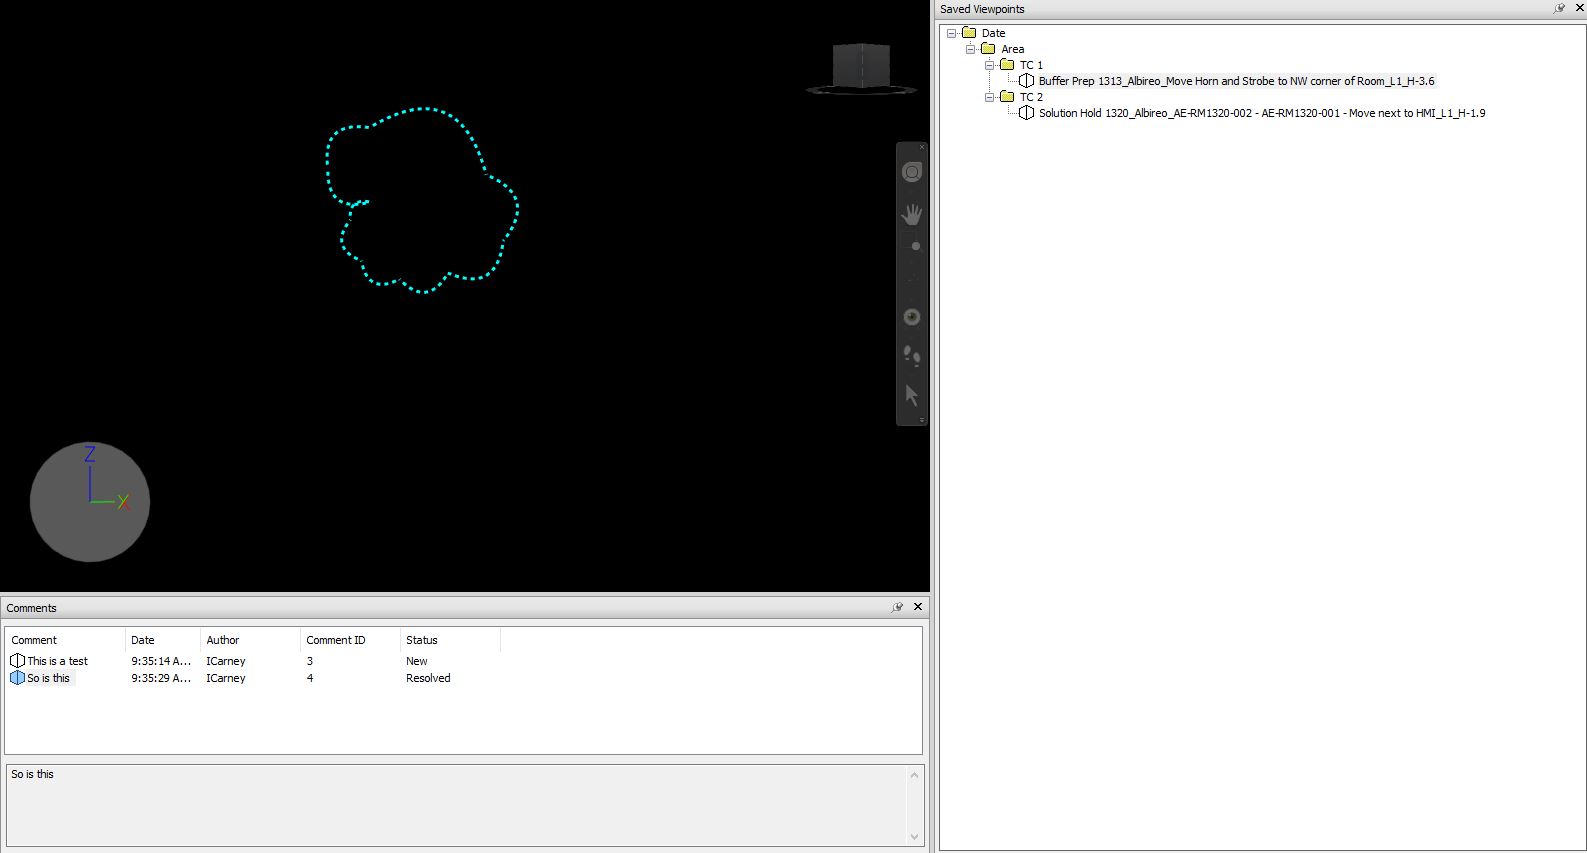 Saved Viewpoints
Date
Area
TC 1
Buffer Prep 1313_Albireo_Move Horn and Strobe to NW corner of Room_L1_H-3.6
TC 2
Solution Hold 1320_Albireo_AE-RM1320-002 - AE-RM1320-001 - Move next to HMI_L1_H-1.9
Z
X
Comments
Comment Date Author Comment ID Status
This is a test 9:35:14 A... ICarney 3 New
So is this 9:35:29 A... ICarney 4 Resolved
So is this